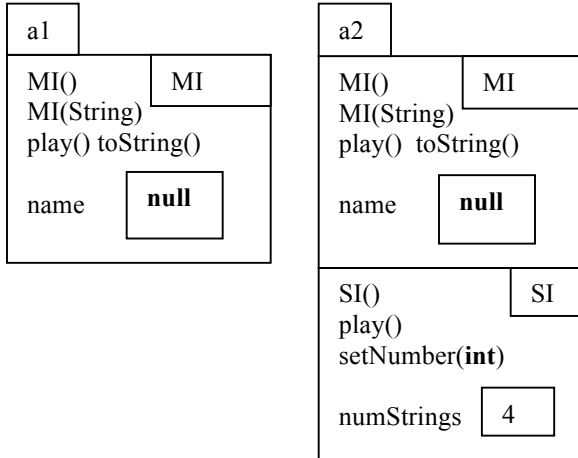 a1
MI() MI
MI(String)
play() toString()
name null
a2
MI() MI
MI(String)
play() toString()
name null
SI() SI
play()
setNumber(int)
numStrings 4